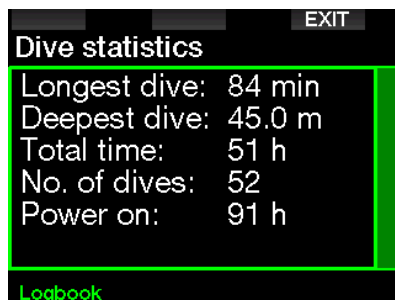 EXIT
Dive statistics
Longest dive: 84 min
Deepest dive: 45.0 m
Total time: 51 h
No. of dives: 52
Power on: 91 h
Logbook